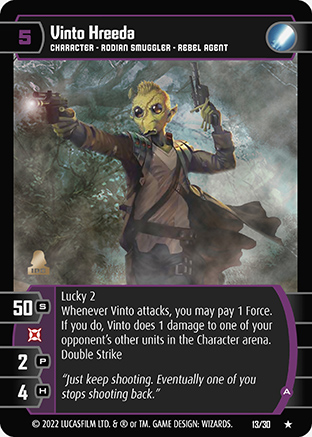 5
Vinto Hreeda
CHARACTER - RODIAN SMUGGLER - REBEL AGENT
50 S
2 P
4 H
Lucky 2
Whenever Vinto attacks, you may pay 1 Force.
If you do, Vinto does 1 damage to one of your
opponent's other units in the Character arena.
Double Strike
"Just keep shooting. Eventually one of you
stops shooting back."
A
© 2022 LUCASFILM LTD. & ® or TM. GAME DESIGN: WIZARDS.
13/30 ★